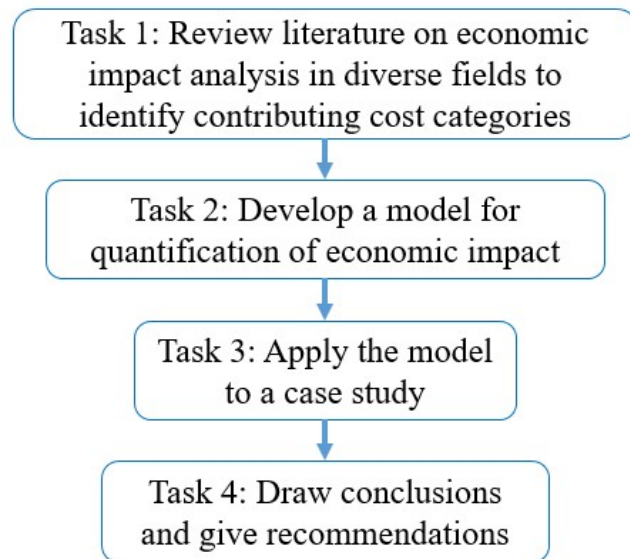 Task 1: Review literature on economic
impact analysis in diverse fields to
identify contributing cost categories
Task 2: Develop a model for
quantification of economic impact
Task 3: Apply the model
to a case study
Task 4: Draw conclusions
and give recommendations